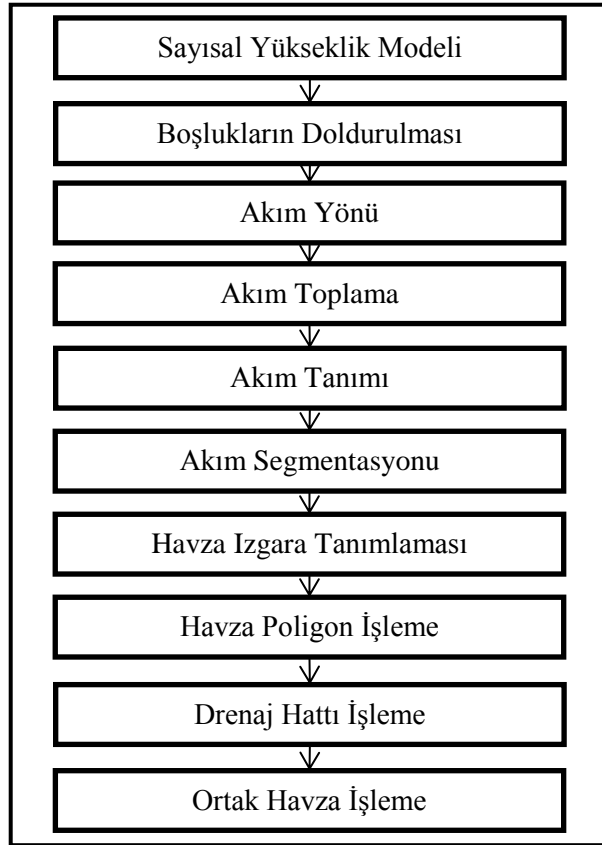 Sayısal Yükseklik Modeli
Boşlukların Doldurulması
Akım Yönü
Akım Toplama
Akım Tanımı
Akım Segmentasyonu
Havza Izgara Tanımlaması
Havza Poligon İşleme
Drenaj Hattı İşleme
Ortak Havza İşleme